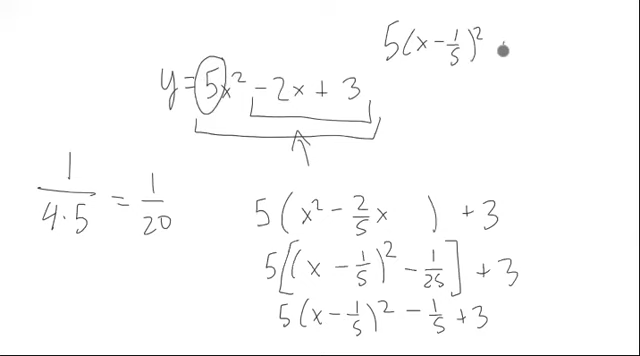 5(x - 1/5)²
y = 5x² - 2x + 3
1/(4·5) = 1/20
5(x² - 2/5 x    ) + 3
5[(x - 1/5)² - 1/25] + 3
5(x - 1/5)² - 1/5 + 3